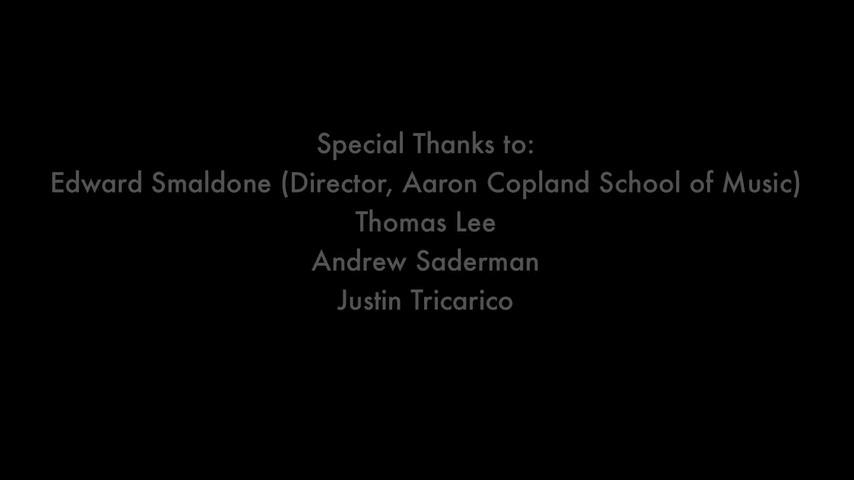 Special Thanks to:
Edward Smaldone (Director, Aaron Copland School of Music)
Thomas Lee
Andrew Saderman
Justin Tricarico